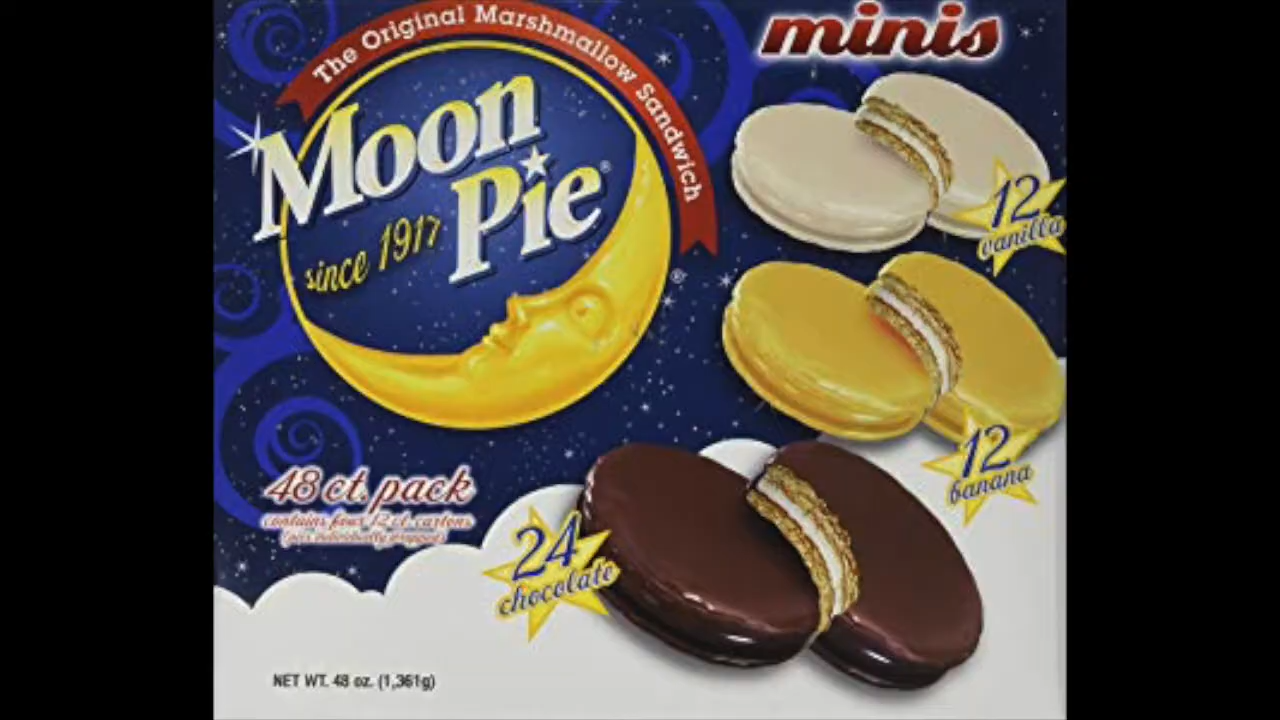 The Original Marshmallow Sandwich
minis
Moon
Pie®
since 1917
®
12
vanilla
12
banana
48 ct. pack
contains four 12 ct. cartons
24
chocolate
NET WT. 48 oz. (1,361g)